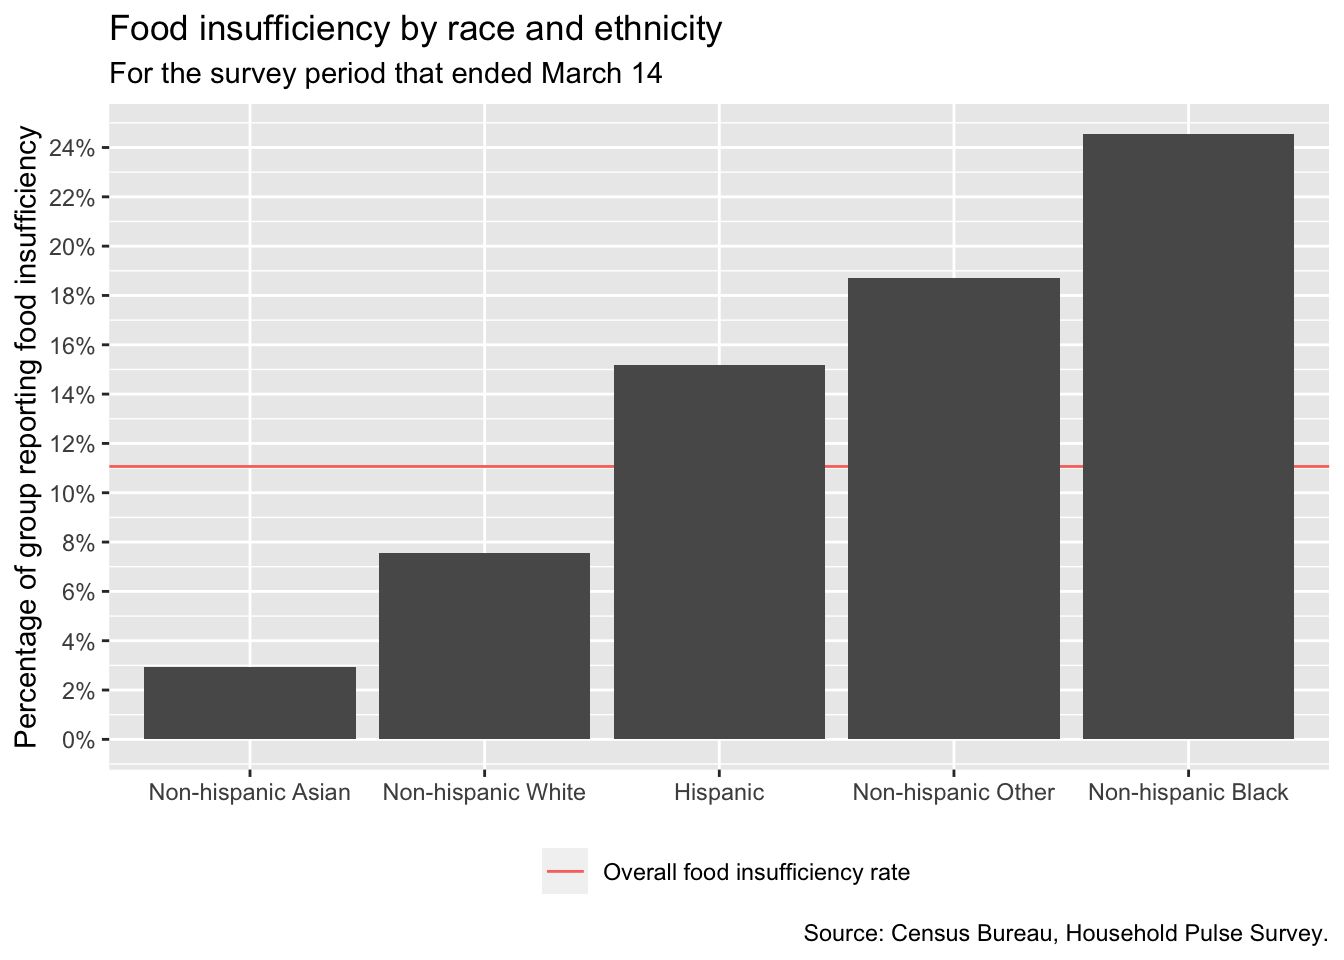 Food insufficiency by race and ethnicity
For the survey period that ended March 14
Percentage of group reporting food insufficiency
24%
22%
20%
18%
16%
14%
12%
10%
8%
6%
4%
2%
0%
Non-hispanic Asian
Non-hispanic White
Hispanic
Non-hispanic Other
Non-hispanic Black
Overall food insufficiency rate
Source: Census Bureau, Household Pulse Survey.